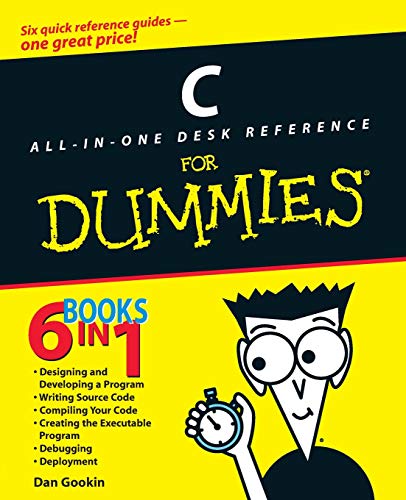 Six quick reference guides —
one great price!
C
ALL-IN-ONE DESK REFERENCE
FOR
DUMMIES®
6 BOOKS IN 1
• Designing and
Developing a Program
• Writing Source Code
• Compiling Your Code
• Creating the Executable
Program
• Debugging
• Deployment
Dan Gookin